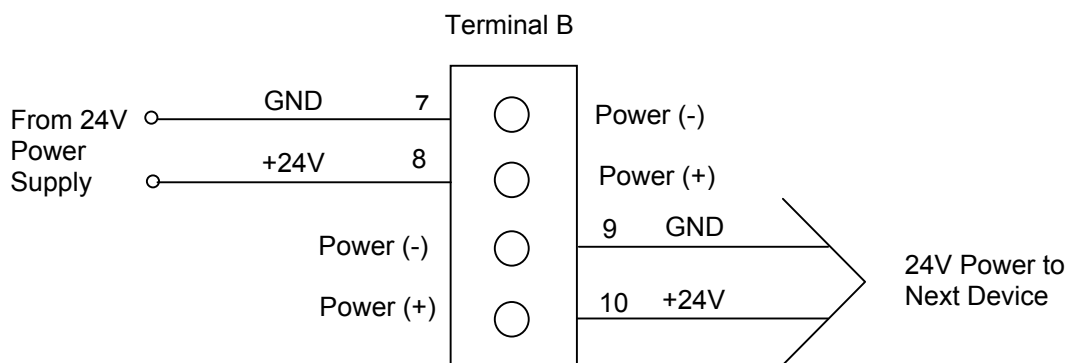 Terminal B
From 24V
Power
Supply
GND
7
Power (-)
+24V
8
Power (+)
Power (-)
9
GND
Power (+)
10
+24V
24V Power to
Next Device